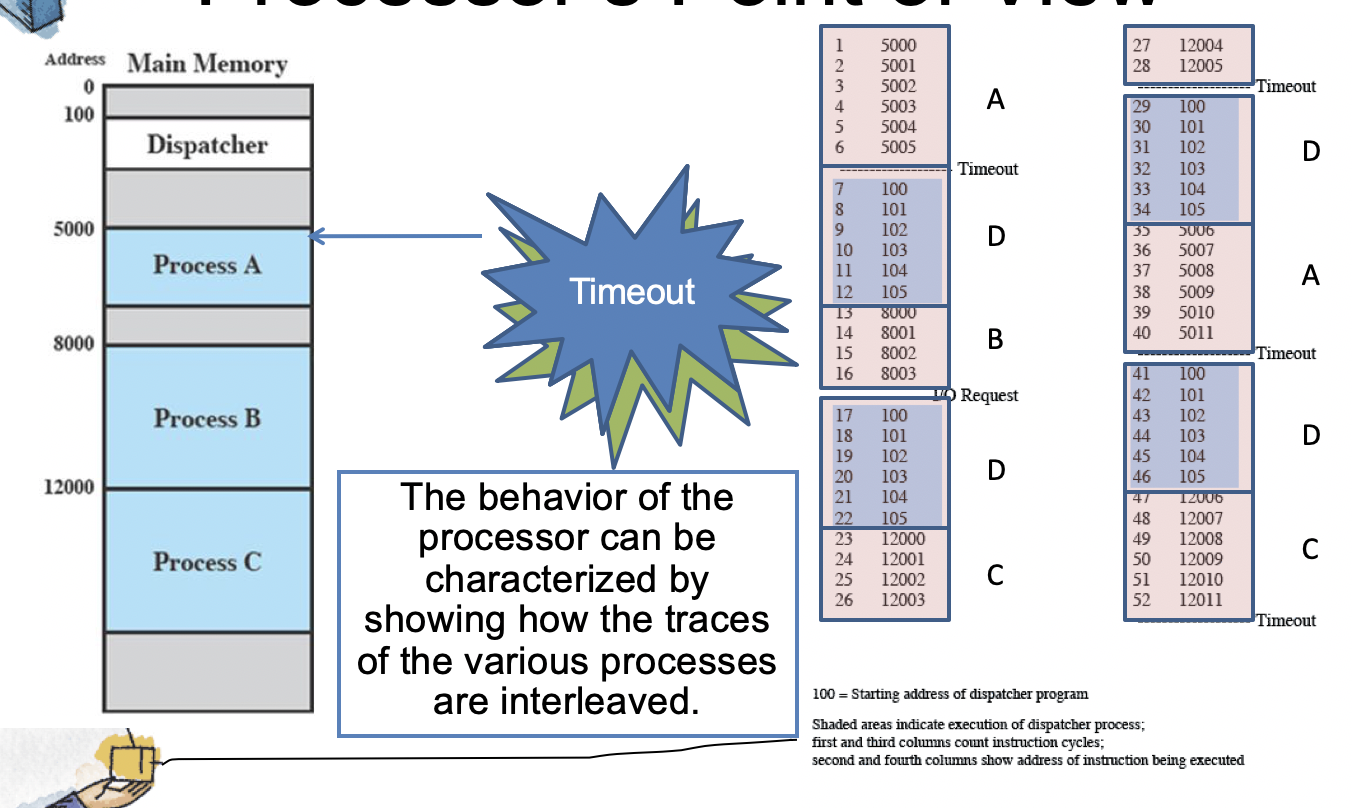 Processor's Point of View
Address Main Memory
0
100
Dispatcher
5000
Process A
8000
Process B
12000
Process C
Timeout
The behavior of the
processor can be
characterized by
showing how the traces
of the various processes
are interleaved.
1 5000
2 5001
3 5002
4 5003
5 5004
6 5005
A
Timeout
7 100
8 101
9 102
10 103
11 104
12 105
D
13 8000
14 8001
15 8002
16 8003
B
I/O Request
17 100
18 101
19 102
20 103
21 104
22 105
D
23 12000
24 12001
25 12002
26 12003
C
27 12004
28 12005
Timeout
29 100
30 101
31 102
32 103
33 104
34 105
D
35 5006
36 5007
37 5008
38 5009
39 5010
40 5011
A
Timeout
41 100
42 101
43 102
44 103
45 104
46 105
D
47 12006
48 12007
49 12008
50 12009
51 12010
52 12011
C
Timeout
100 = Starting address of dispatcher program
Shaded areas indicate execution of dispatcher process;
first and third columns count instruction cycles;
second and fourth columns show address of instruction being executed